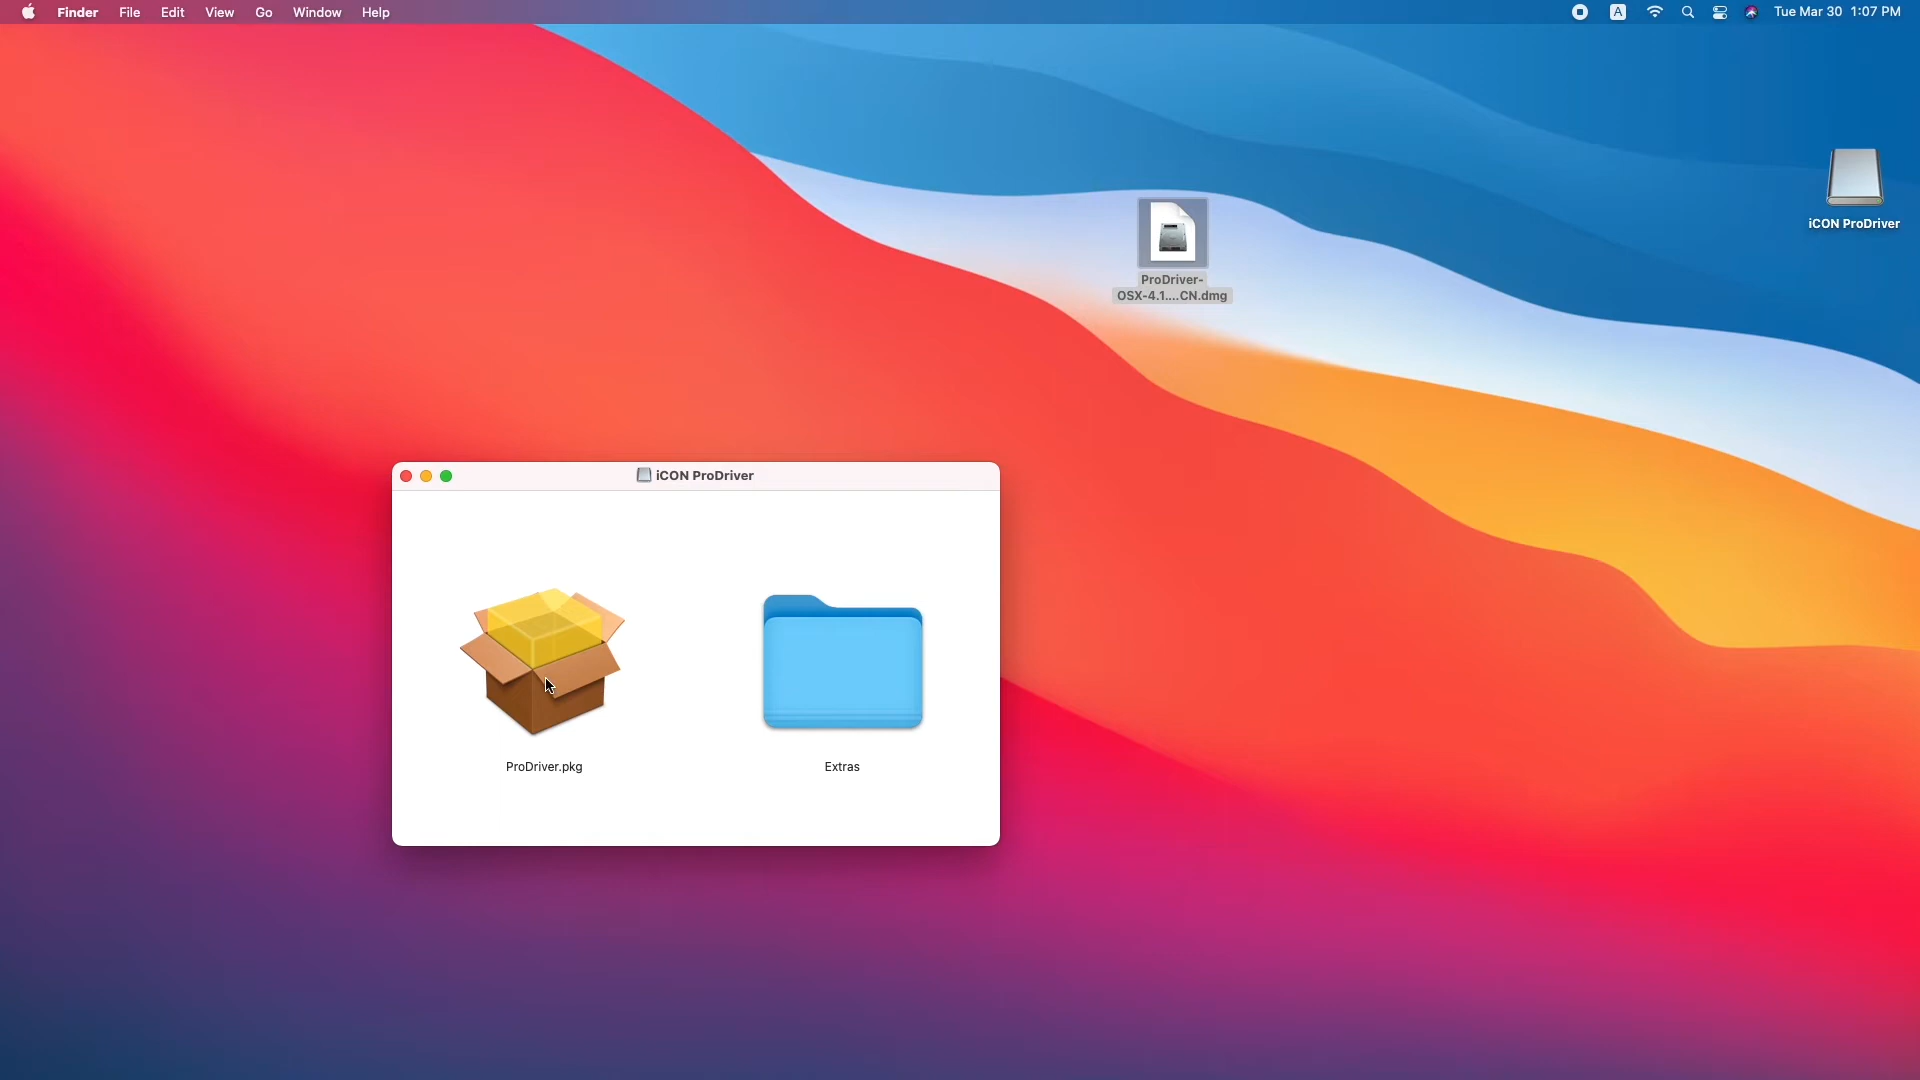 Finder File Edit View Go Window Help
A
Tue Mar 30 1:07 PM
iCON ProDriver
ProDriver-
OSX-4.1....CN.dmg
iCON ProDriver
ProDriver.pkg
Extras